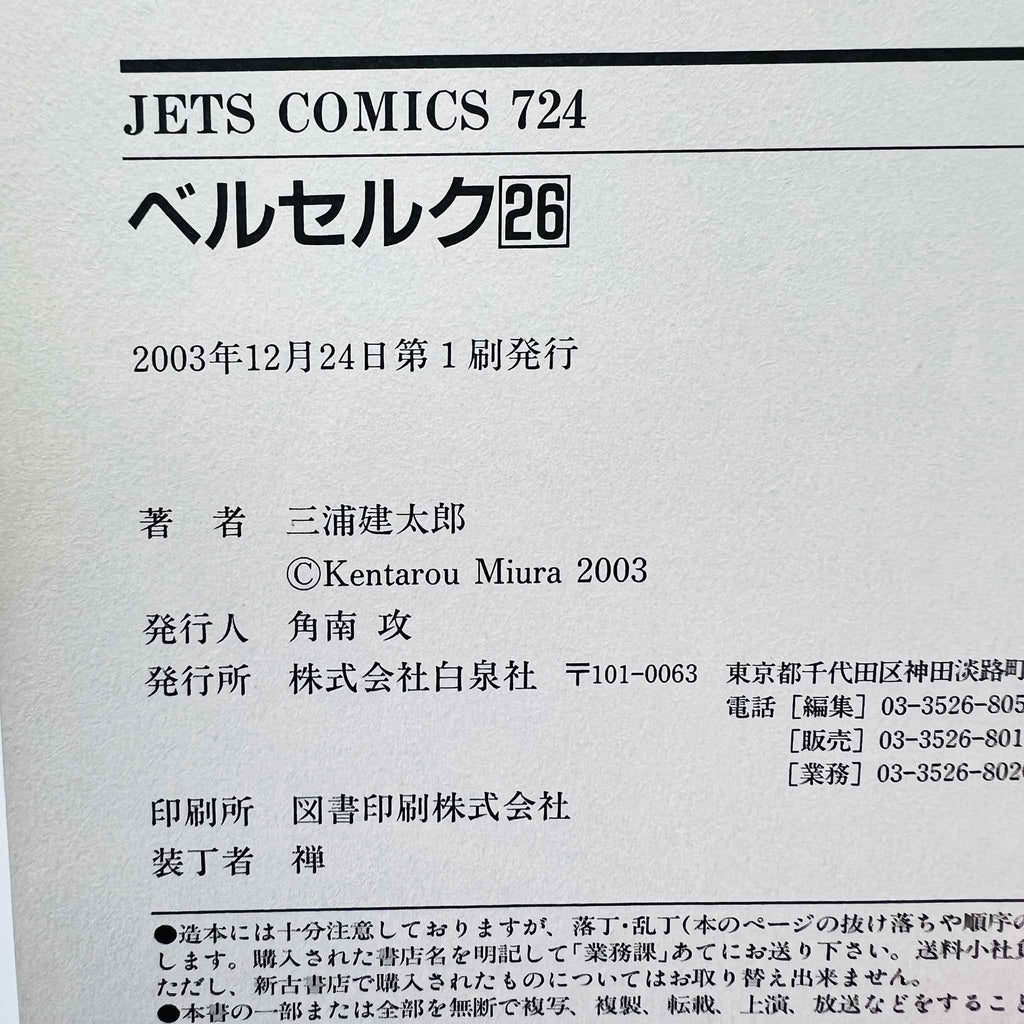 JETS COMICS 724
ベルセルク26
2003年12月24日第1刷発行
著 者 三浦建太郎
©Kentarou Miura 2003
発行人 角南 攻
発行所 株式会社白泉社 〒101-0063 東京都千代田区神田淡路町
電話[編集]03-3526-805
[販売]03-3526-801
[業務]03-3526-802
印刷所 図書印刷株式会社
装丁者 禅
●造本には十分注意しておりますが、落丁・乱丁(本のページの抜け落ちや順序の
します。購入された書店名を明記して「業務課」あてにお送り下さい。送料小社負
ただし、新古書店で購入されたものについてはお取り替え出来ません。
●本書の一部または全部を無断で複写、複製、転載、上演、放送などをすること